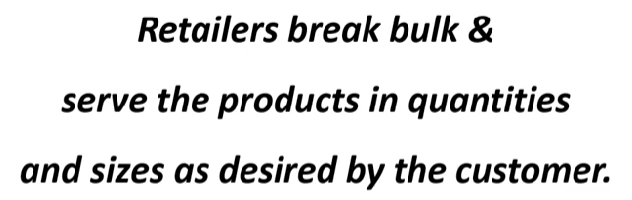 Retailers break bulk &
serve the products in quantities
and sizes as desired by the customer.